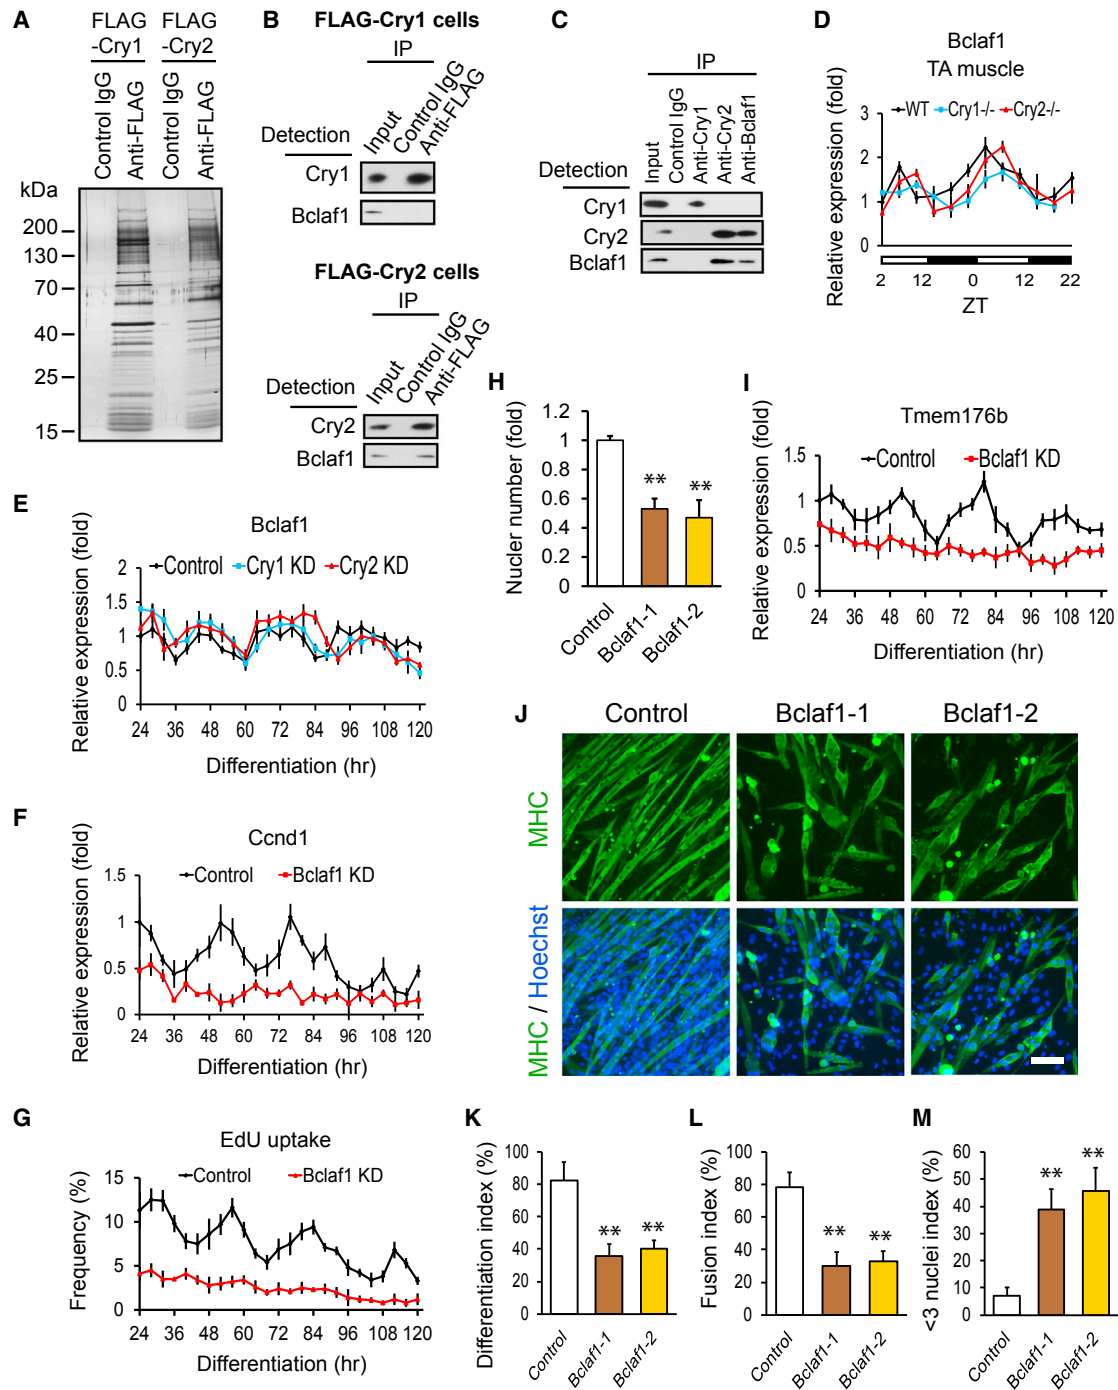 A
FLAG -Cry1
FLAG -Cry2
Control IgG
Anti-FLAG
Control IgG
Anti-FLAG
kDa
200
130
70
40
25
15
B
FLAG-Cry1 cells
IP
Detection
Input
Control IgG
Anti-FLAG
Cry1
Bclaf1
FLAG-Cry2 cells
IP
Detection
Input
Control IgG
Anti-FLAG
Cry2
Bclaf1
C
IP
Detection
Input
Control IgG
Anti-Cry1
Anti-Cry2
Anti-Bclaf1
Cry1
Cry2
Bclaf1
D
Bclaf1
TA muscle
WT Cry1-/- Cry2-/-
Relative expression (fold)
3
2
1
0
2 12 0 12 22
ZT
E
Bclaf1
Control Cry1 KD Cry2 KD
Relative expression (fold)
2
1.5
1
0.5
0
24 36 48 60 72 84 96 108 120
Differentiation (hr)
F
Ccnd1
Control Bclaf1 KD
Relative expression (fold)
1.5
1
0.5
0
24 36 48 60 72 84 96 108 120
Differentiation (hr)
G
EdU uptake
Control Bclaf1 KD
Frequency (%)
15
10
5
0
24 36 48 60 72 84 96 108 120
Differentiation (hr)
H
Nucler number (fold)
1.2
1
0.8
0.6
0.4
0.2
0
** **
Control
Bclaf1-1
Bclaf1-2
I
Tmem176b
Control Bclaf1 KD
Relative expression (fold)
1.5
1
0.5
0
24 36 48 60 72 84 96 108 120
Differentiation (hr)
J
Control Bclaf1-1 Bclaf1-2
MHC
MHC / Hoechst
K
Differentiation index (%)
100
80
60
40
20
0
** **
Control
Bclaf1-1
Bclaf1-2
L
Fusion index (%)
100
80
60
40
20
0
** **
Control
Bclaf1-1
Bclaf1-2
M
<3 nuclei index (%)
60
50
40
30
20
10
0
** **
Control
Bclaf1-1
Bclaf1-2